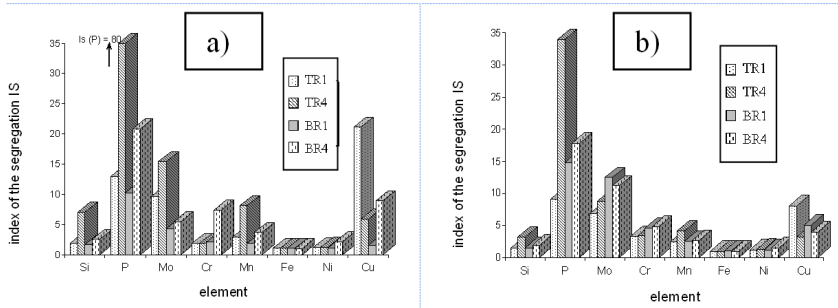 a)
Is (P) = 80
index of the segregation IS
35
30
25
20
15
10
5
0
TR1
TR4
BR1
BR4
Si P Mo Cr Mn Fe Ni Cu
element
b)
index of the segregation IS
35
30
25
20
15
10
5
0
TR1
TR4
BR1
BR4
Si P Mo Cr Mn Fe Ni Cu
element